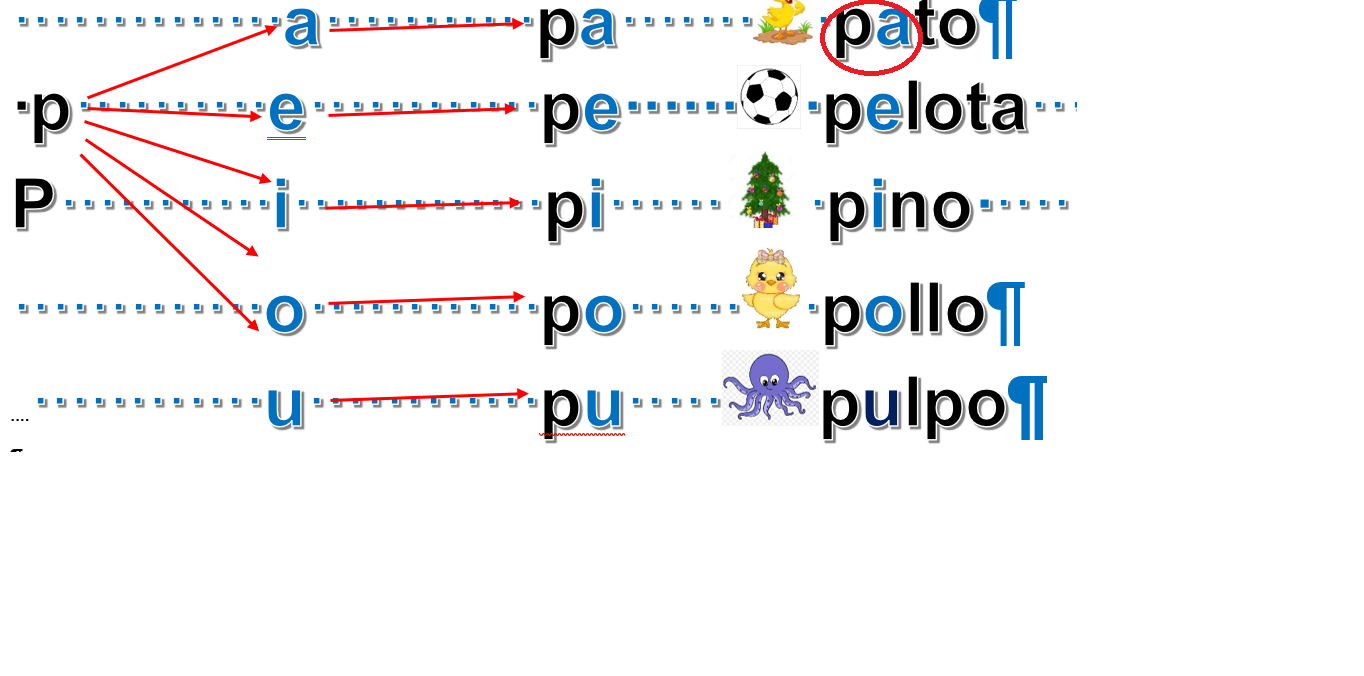 a pa pato¶
p e pe pelota
P i pi pino
o po pollo¶
u pu pulpo¶
....